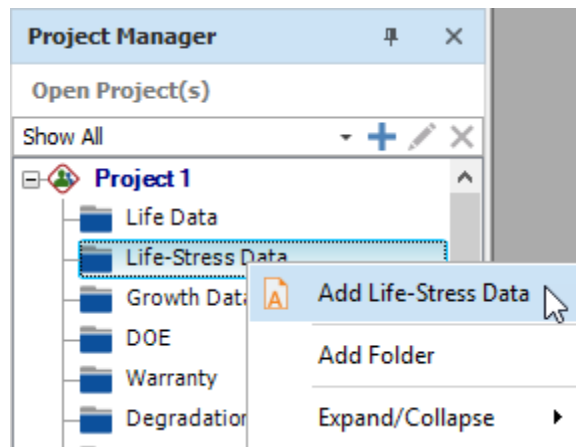 Project Manager
Open Project(s)
Show All
Project 1
Life Data
Life-Stress Data
Growth Data
A Add Life-Stress Data
DOE
Add Folder
Warranty
Degradation
Expand/Collapse